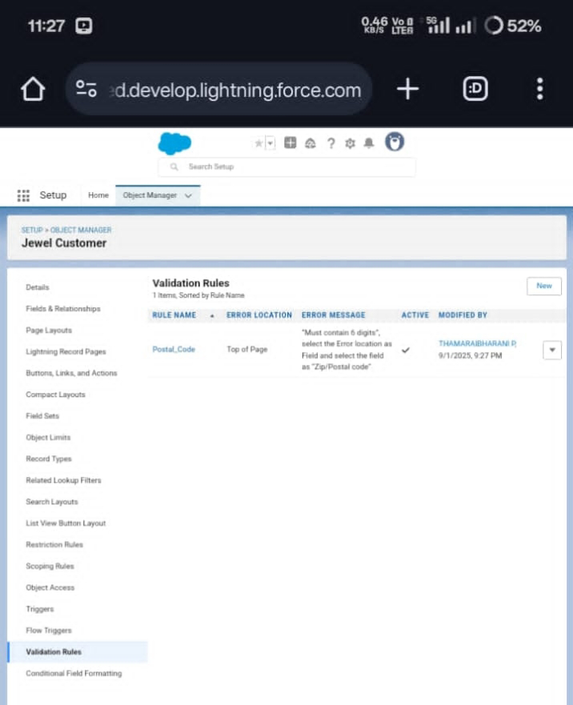 11:27
0.46 KB/S Vo LTE 5G 52%
d.develop.lightning.force.com
:D
Search Setup
Setup Home Object Manager
SETUP > OBJECT MANAGER
Jewel Customer
Details
Fields & Relationships
Page Layouts
Lightning Record Pages
Buttons, Links, and Actions
Compact Layouts
Field Sets
Object Limits
Record Types
Related Lookup Filters
Search Layouts
List View Button Layout
Restriction Rules
Scoping Rules
Object Access
Triggers
Flow Triggers
Validation Rules
Conditional Field Formatting
Validation Rules
1 Items, Sorted by Rule Name
New
RULE NAME ERROR LOCATION ERROR MESSAGE ACTIVE MODIFIED BY
Postal_Code
Top of Page
"Must contain 6 digits",
select the Error location as
Field and select the field
as "Zip/Postal code"
THAMARAIBHARANI P,
9/1/2025, 9:27 PM